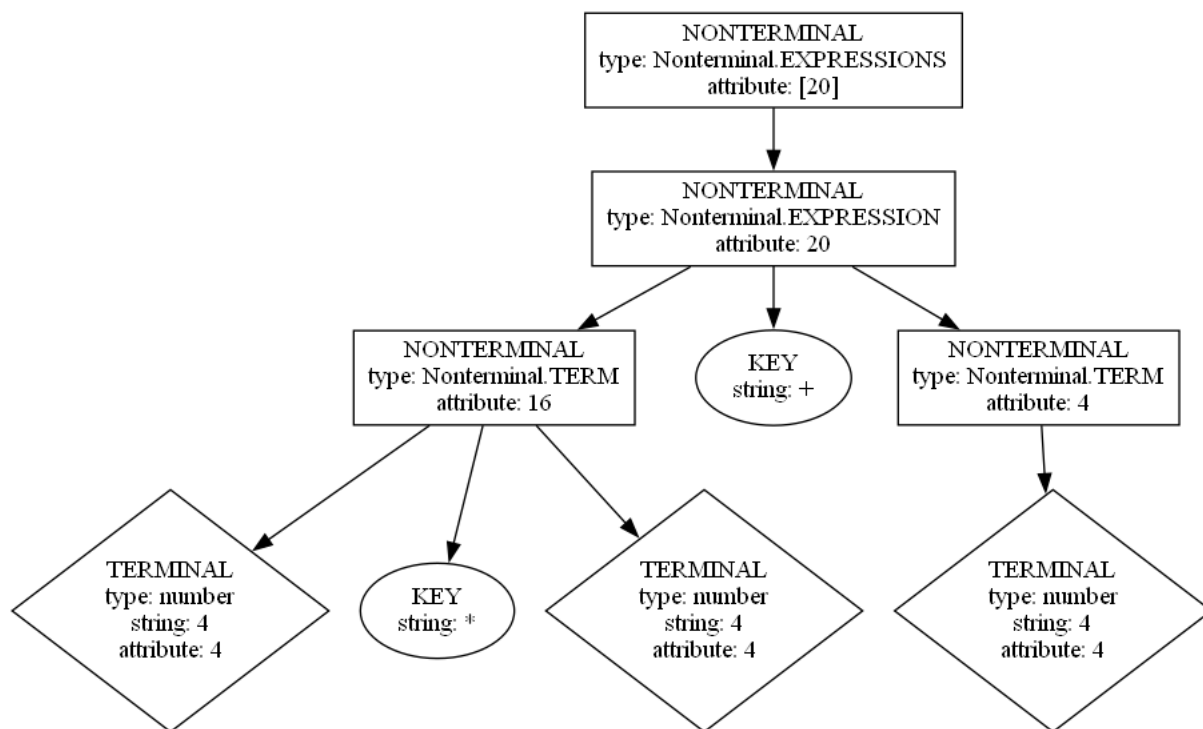 NONTERMINAL
type: Nonterminal.EXPRESSIONS
attribute: [20]
NONTERMINAL
type: Nonterminal.EXPRESSION
attribute: 20
NONTERMINAL
type: Nonterminal.TERM
attribute: 16
KEY
string: +
NONTERMINAL
type: Nonterminal.TERM
attribute: 4
TERMINAL
type: number
string: 4
attribute: 4
KEY
string: *
TERMINAL
type: number
string: 4
attribute: 4
TERMINAL
type: number
string: 4
attribute: 4